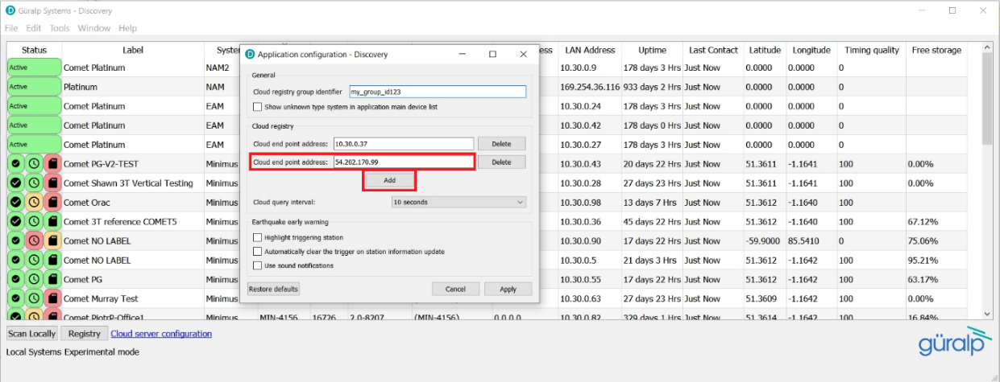 Güralp Systems - Discovery
File Edit Tools Window Help
Status Label System ess LAN Address Uptime Last Contact Latitude Longitude Timing quality Free storage
Active Comet Platinum NAM2 10.30.0.9 178 days 3 Hrs Just Now 0.0000 0.0000 0
Active Platinum NAM 169.254.36.116 933 days 2 Hrs Just Now 0.0000 0.0000 0
Active Comet Platinum EAM 10.30.0.24 178 days 3 Hrs Just Now 0.0000 0.0000 0
Active Comet Platinum EAM 10.30.0.42 178 days 0 Hrs Just Now 0.0000 0.0000 0
Active Comet Platinum EAM 10.30.0.27 178 days 3 Hrs Just Now 0.0000 0.0000 0
Comet PG-V2-TEST Minimus 10.30.0.43 20 days 22 Hrs Just Now 51.3611 -1.1641 100 0.00%
Comet Shawn 3T Vertical Testing Minimus 10.30.0.28 27 days 23 Hrs Just Now 51.3611 -1.1641 100 0.00%
Comet Orac Minimus 10.30.0.98 13 days 7 Hrs Just Now 51.3612 -1.1640 100
Comet 3T reference COMET5 Minimus 10.30.0.36 45 days 22 Hrs Just Now 51.3612 -1.1640 100 67.12%
Comet NO LABEL Minimus 10.30.0.90 17 days 22 Hrs Just Now -59.9000 85.5410 0 75.06%
Comet NO LABEL Minimus 10.30.0.5 21 days 3 Hrs Just Now 51.3612 -1.1642 100 95.21%
Comet PG Minimus 10.30.0.55 17 days 22 Hrs Just Now 51.3612 -1.1642 100 63.17%
Comet Murray Test Minimus 10.30.0.63 27 days 23 Hrs Just Now 51.3609 -1.1642 100 0.00%
Comet PiotrP-Office1 Minimus MIN-4156 16726 2.0-8207 (MIN-4156) 0.0.0.0 10.30.0.82 329 days 1 Hrs Just Now 51.3614 -1.1642 100 16.84%
Application configuration - Discovery
General
Cloud registry group identifier my_group_id123
Show unknown type system in application main device list
Cloud registry
Cloud end point address: 10.30.0.37 Delete
Cloud end point address: 54.202.170.99 Delete
Add
Cloud query interval: 10 seconds
Earthquake early warning
Highlight triggering station
Automatically clear the trigger on station information update
Use sound notifications
Restore defaults Cancel Apply
Scan Locally Registry Cloud server configuration
Local Systems Experimental mode
güralp